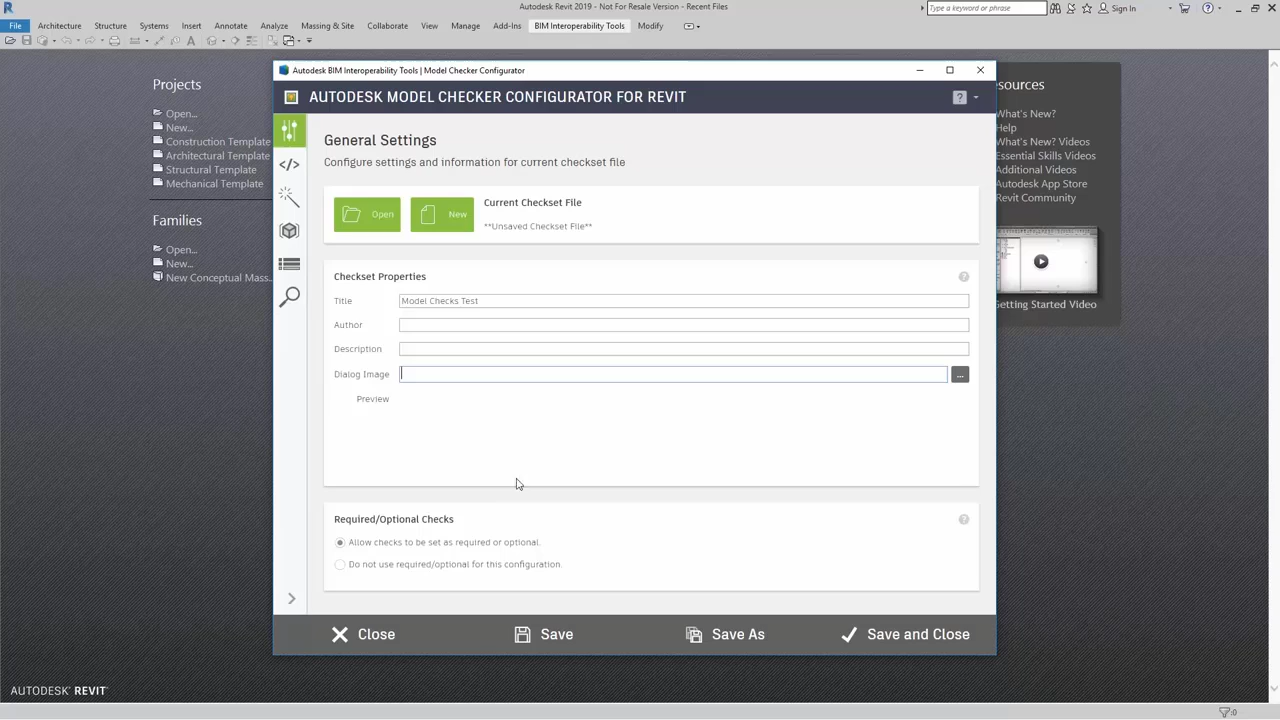 Autodesk Revit 2019 - Not For Resale Version - Recent Files
Type a keyword or phrase
Sign In
File Architecture Structure Systems Insert Annotate Analyze Massing & Site Collaborate View Manage Add-Ins BIM Interoperability Tools Modify
Projects
Open...
New...
Construction Template
Architectural Template
Structural Template
Mechanical Template
Families
Open...
New...
New Conceptual Mass...
Autodesk BIM Interoperability Tools | Model Checker Configurator
AUTODESK MODEL CHECKER CONFIGURATOR FOR REVIT
General Settings
Configure settings and information for current checkset file
Open
New
Current Checkset File
**Unsaved Checkset File**
Checkset Properties
Title Model Checks Test
Author
Description
Dialog Image ...
Preview
Required/Optional Checks
Allow checks to be set as required or optional.
Do not use required/optional for this configuration.
Close Save Save As Save and Close
esources
What's New?
Help
What's New? Videos
Essential Skills Videos
Additional Videos
Autodesk App Store
Revit Community
Getting Started Video
AUTODESK® REVIT®
:0